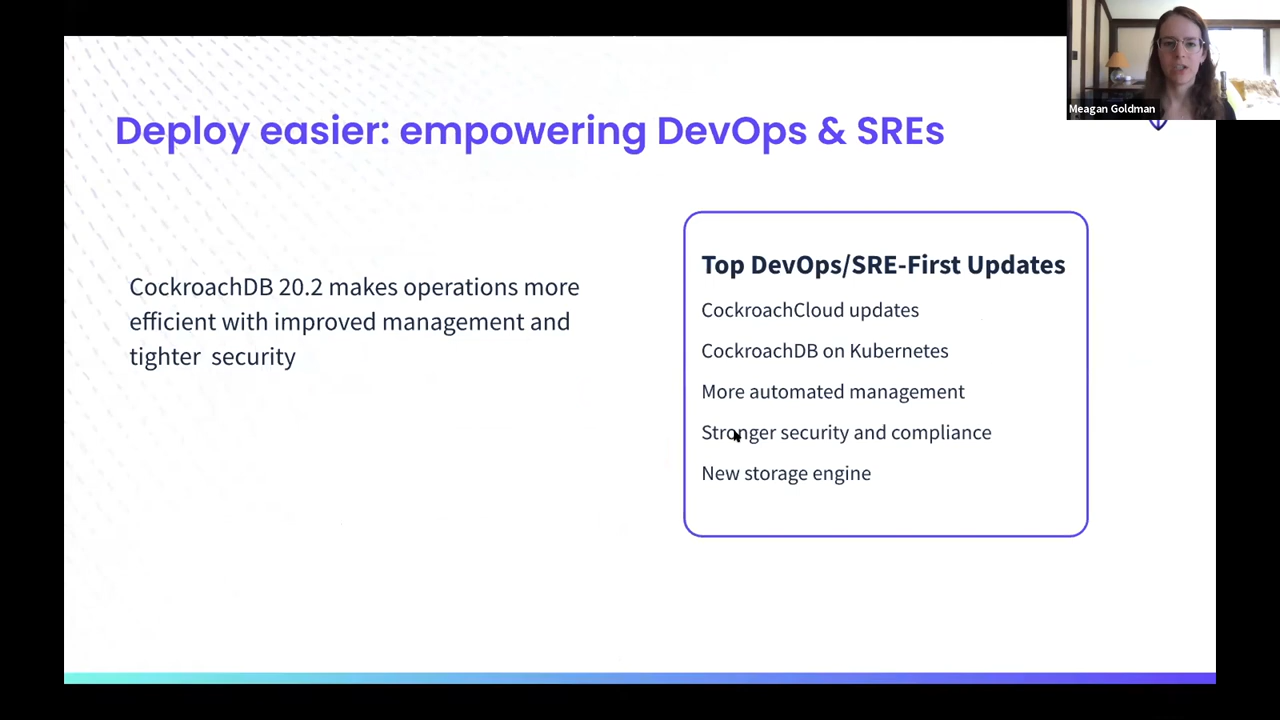 Meagan Goldman
Deploy easier: empowering DevOps & SREs
CockroachDB 20.2 makes operations more
efficient with improved management and
tighter security
Top DevOps/SRE-First Updates
CockroachCloud updates
CockroachDB on Kubernetes
More automated management
Stronger security and compliance
New storage engine